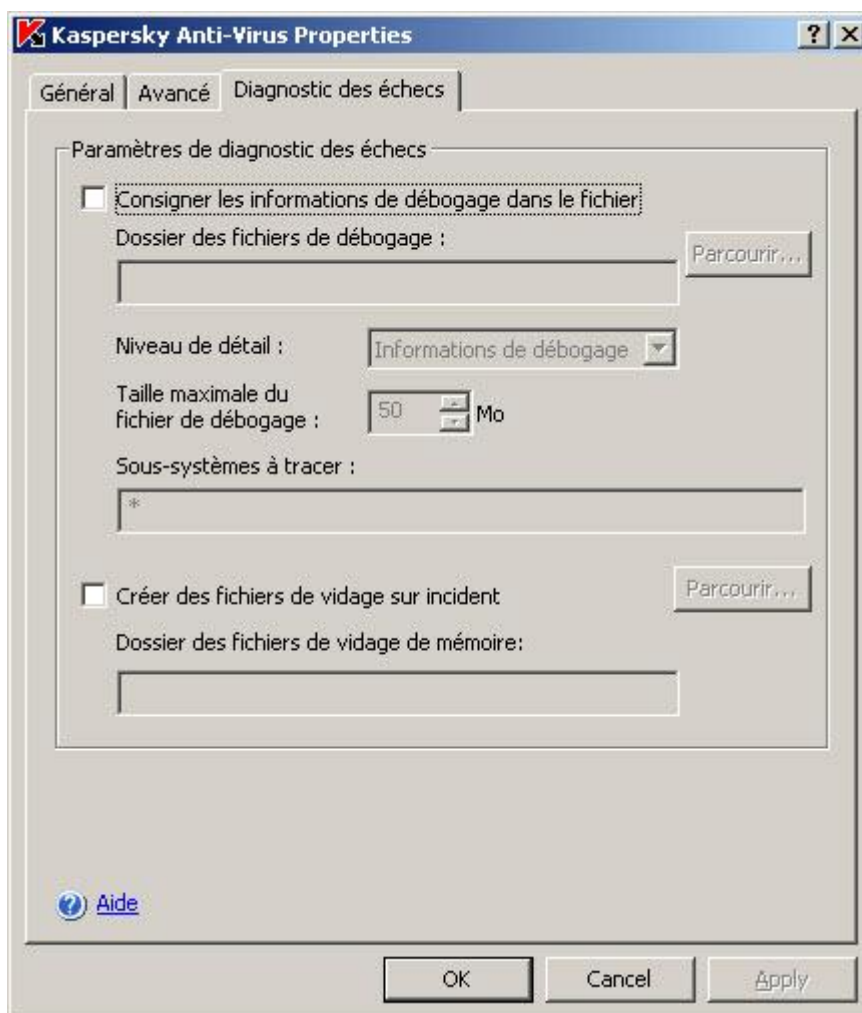 Kaspersky Anti-Virus Properties
Général
Avancé
Diagnostic des échecs
Paramètres de diagnostic des échecs
Consigner les informations de débogage dans le fichier
Dossier des fichiers de débogage :
Parcourir...
Niveau de détail :
Informations de débogage
Taille maximale du
fichier de débogage :
50
Mo
Sous-systèmes à tracer :
*
Créer des fichiers de vidage sur incident
Parcourir...
Dossier des fichiers de vidage de mémoire:
Aide
OK
Cancel
Apply